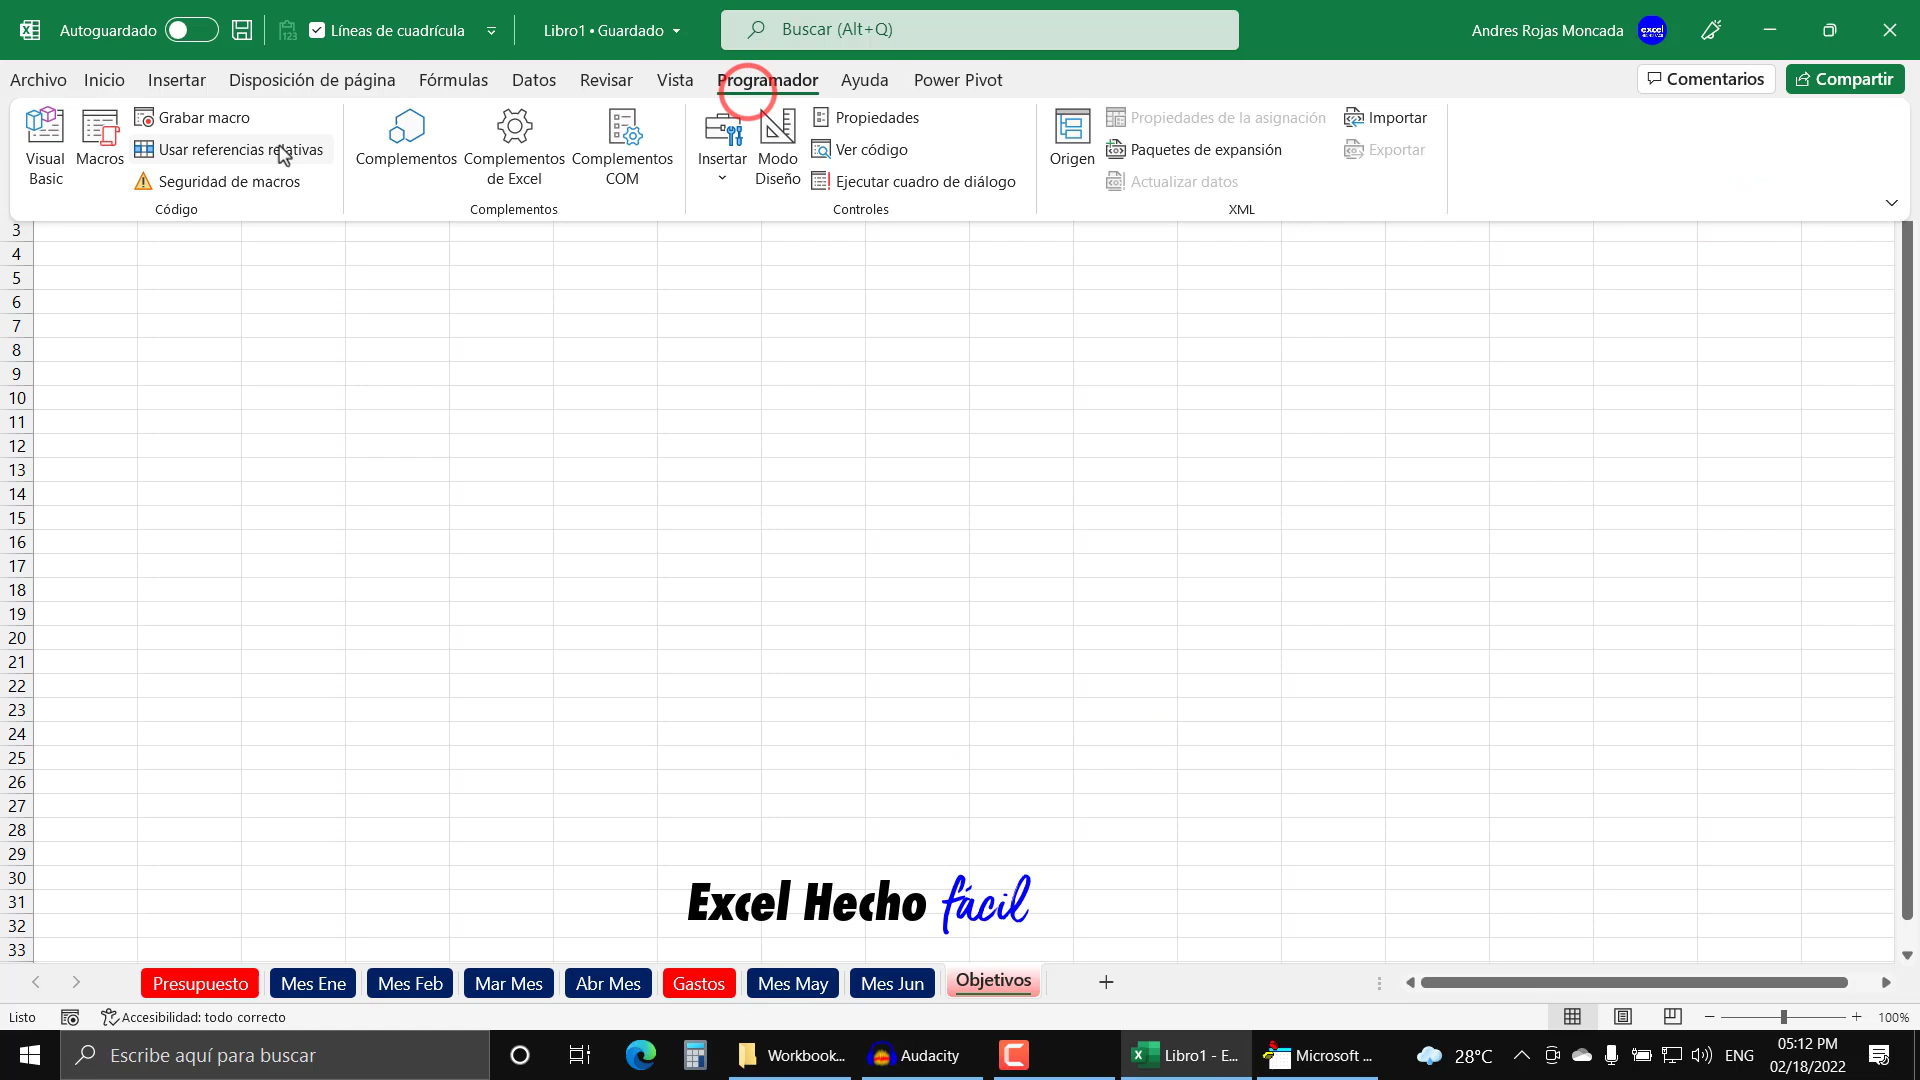 Autoguardado
Líneas de cuadrícula
Libro1 • Guardado
Buscar (Alt+Q)
Andres Rojas Moncada
Archivo Inicio Insertar Disposición de página Fórmulas Datos Revisar Vista Programador Ayuda Power Pivot
Comentarios
Compartir
Visual Basic
Macros
Grabar macro
Usar referencias relativas
Seguridad de macros
Código
Complementos
Complementos de Excel
Complementos COM
Complementos
Insertar
Modo Diseño
Propiedades
Ver código
Ejecutar cuadro de diálogo
Controles
Origen
Propiedades de la asignación
Paquetes de expansión
Actualizar datos
Importar
Exportar
XML
3
4
5
6
7
8
9
10
11
12
13
14
15
16
17
18
19
20
21
22
23
24
25
26
27
28
29
30
31
32
33
Excel Hecho fácil
Presupuesto Mes Ene Mes Feb Mar Mes Abr Mes Gastos Mes May Mes Jun Objetivos
Listo
Accesibilidad: todo correcto
100%
Escribe aquí para buscar
Workbook...
Audacity
Libro1 - E...
Microsoft ...
28°C
ENG
05:12 PM
02/18/2022